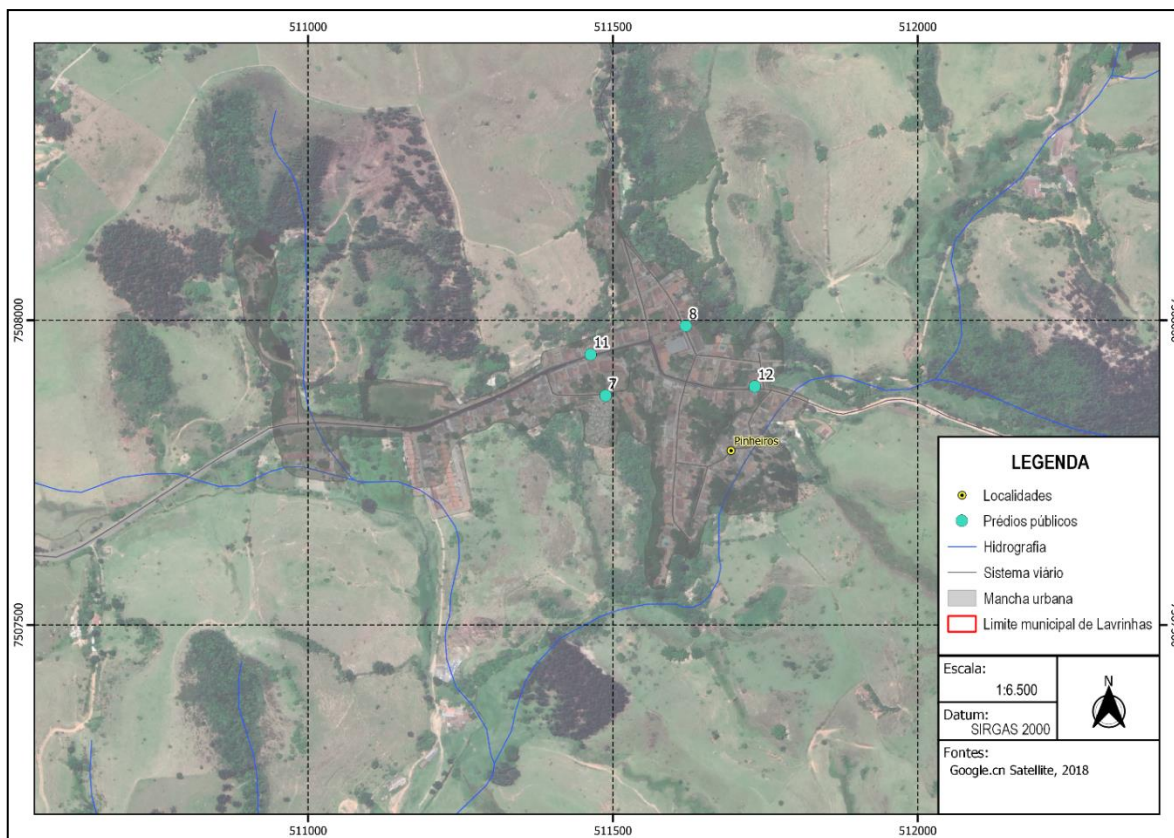 511000
511500
512000
7508000
7508000
8
11
12
7
Pinheiros
LEGENDA
Localidades
Prédios públicos
Hidrografia
Sistema viário
Mancha urbana
Limite municipal de Lavrinhas
7507500
7507500
Escala:
1:6.500
N
Datum:
SIRGAS 2000
Fontes:
Google.cn Satellite, 2018
511000
511500
512000